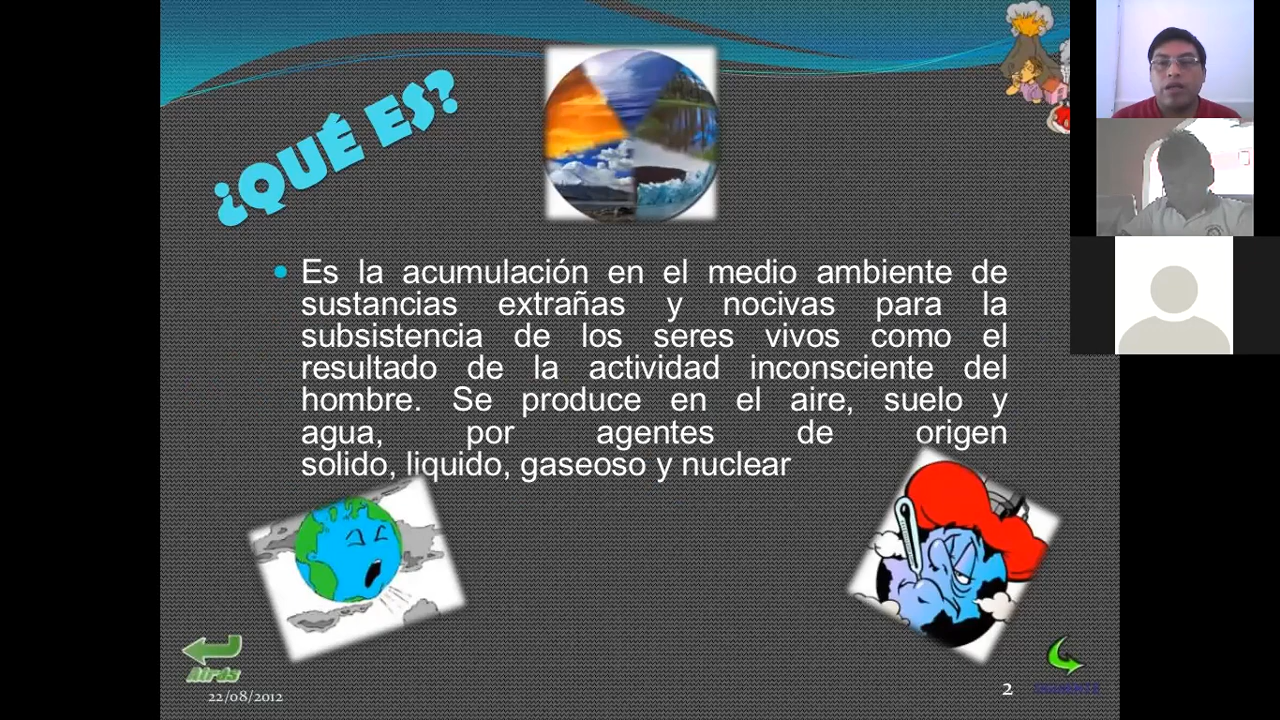 ¿QUÉ ES?
Es la acumulación en el medio ambiente de
sustancias extrañas y nocivas para la
subsistencia de los seres vivos como el
resultado de la actividad inconsciente del
hombre. Se produce en el aire, suelo y
agua, por agentes de origen
solido, liquido, gaseoso y nuclear
Atrás
22/08/2012
2